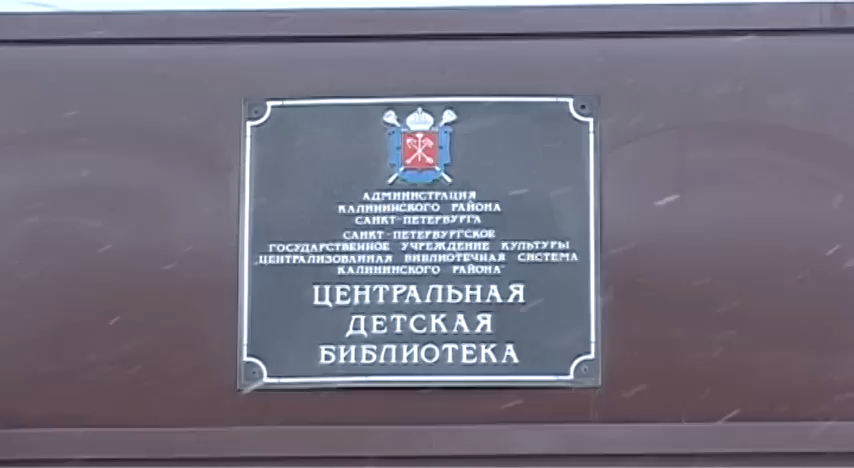 АДМИНИСТРАЦИЯ
КАЛИНИНСКОГО РАЙОНА
САНКТ-ПЕТЕРБУРГА
САНКТ-ПЕТЕРБУРГСКОЕ
ГОСУДАРСТВЕННОЕ УЧРЕЖДЕНИЕ КУЛЬТУРЫ
"ЦЕНТРАЛИЗОВАННАЯ БИБЛИОТЕЧНАЯ СИСТЕМА
КАЛИНИНСКОГО РАЙОНА"
ЦЕНТРАЛЬНАЯ
ДЕТСКАЯ
БИБЛИОТЕКА